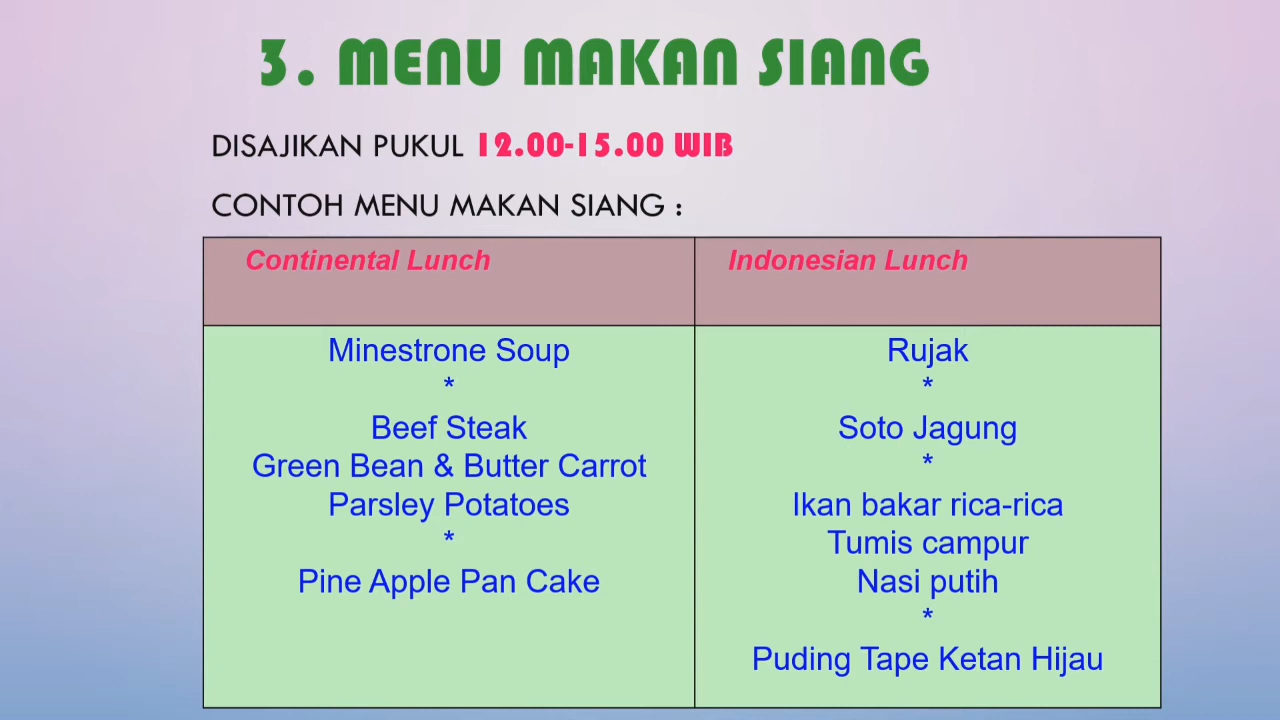 3. MENU MAKAN SIANG
DISAJIKAN PUKUL 12.00-15.00 WIB
CONTOH MENU MAKAN SIANG :
Continental Lunch
Minestrone Soup
*
Beef Steak
Green Bean & Butter Carrot
Parsley Potatoes
*
Pine Apple Pan Cake
Indonesian Lunch
Rujak
*
Soto Jagung
*
Ikan bakar rica-rica
Tumis campur
Nasi putih
*
Puding Tape Ketan Hijau